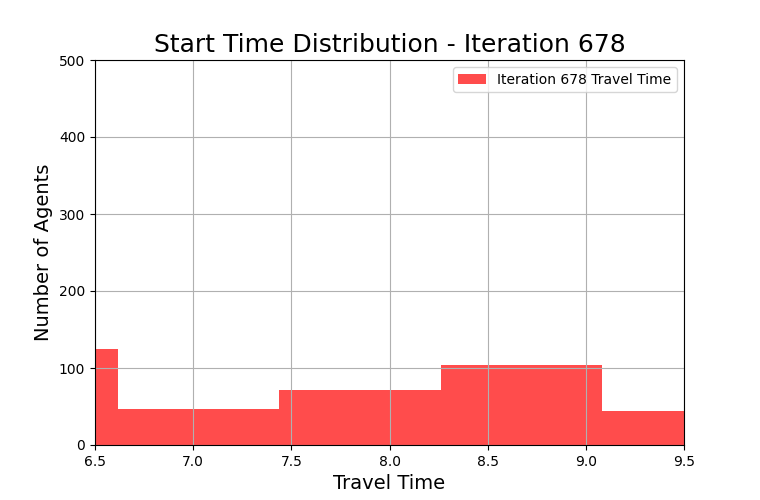 Start Time Distribution - Iteration 678
Iteration 678 Travel Time
Number of Agents
500
400
300
200
100
0
6.5 7.0 7.5 8.0 8.5 9.0 9.5
Travel Time